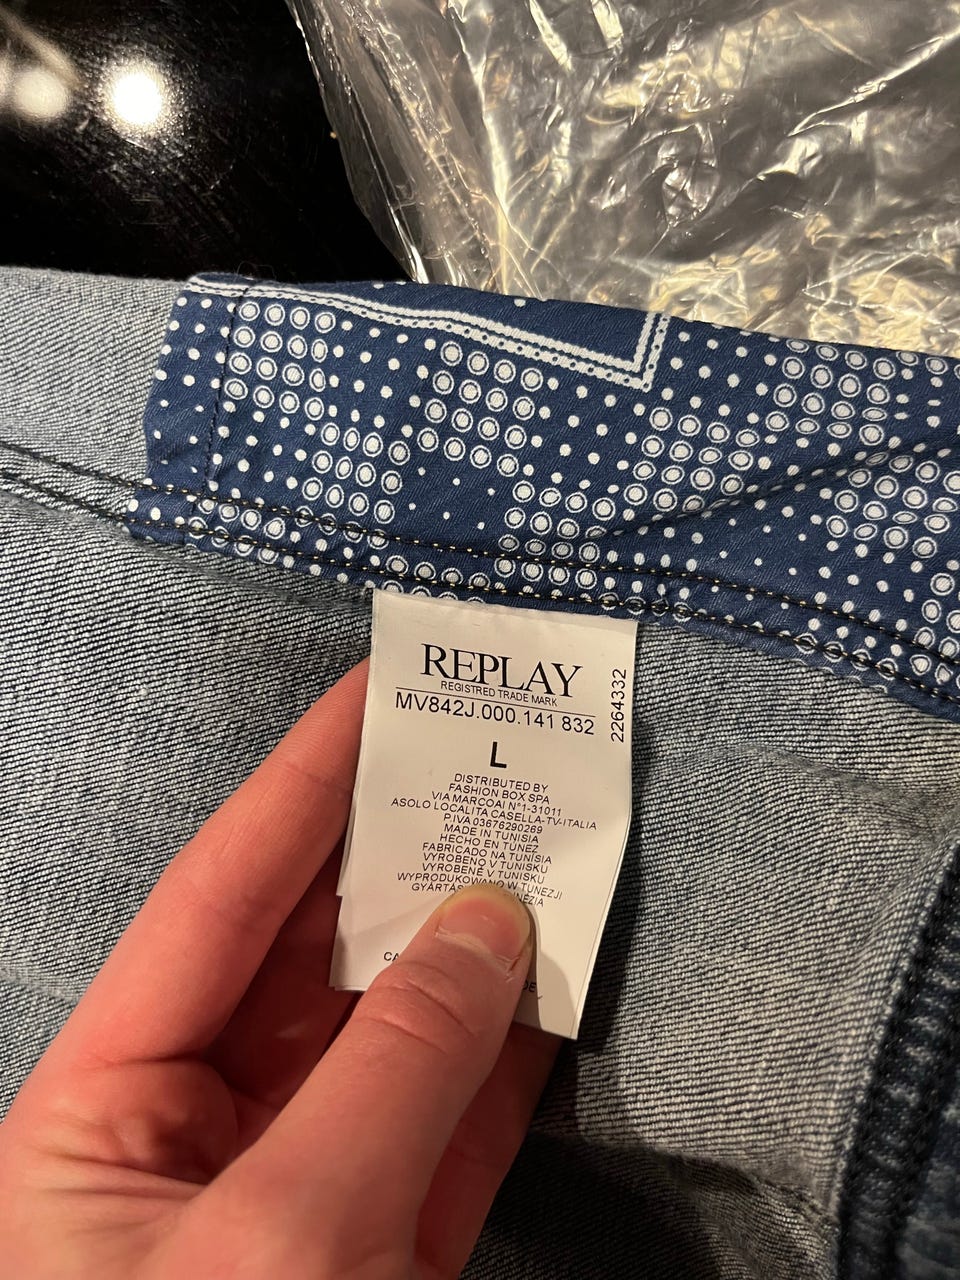 REPLAY
REGISTRED TRADE MARK
MV842J.000.141 832
2264332
L
DISTRIBUTED BY
FASHION BOX SPA
VIA MARCOAI N°1-31011
ASOLO LOCALITA CASELLA-TV-ITALIA
P.IVA 03676290269
MADE IN TUNISIA
HECHO EN TUNEZ
FABRICADO NA TUNISIA
VYROBENO V TUNISKU
VYROBENÉ V TUNISKU
WYPRODUKOWANO W TUNEZJI